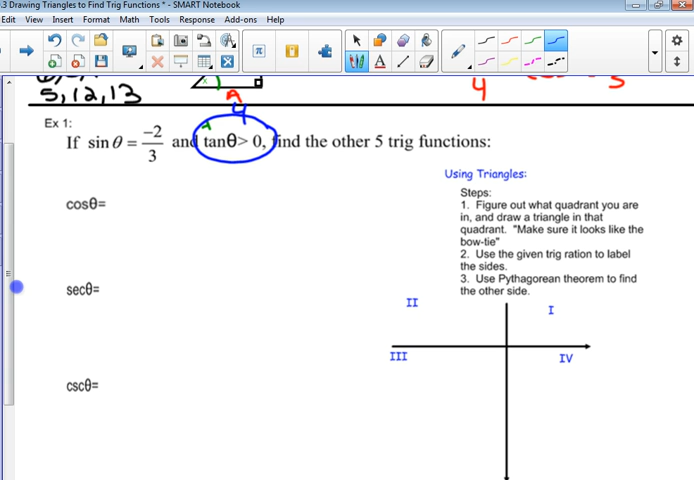 .3 Drawing Triangles to Find Trig Functions * - SMART Notebook
View Insert Format Math Tools Response Add-ons Help
5, 12, 13
A
4
4
Ex 1:
If sin θ = -2/3 and tanθ> 0, find the other 5 trig functions:
Using Triangles:
Steps:
1. Figure out what quadrant you are
in, and draw a triangle in that
quadrant. "Make sure it looks like the
bow-tie"
2. Use the given trig ration to label
the sides.
3. Use Pythagorean theorem to find
the other side.
cosθ=
secθ=
cscθ=
II
I
III
IV